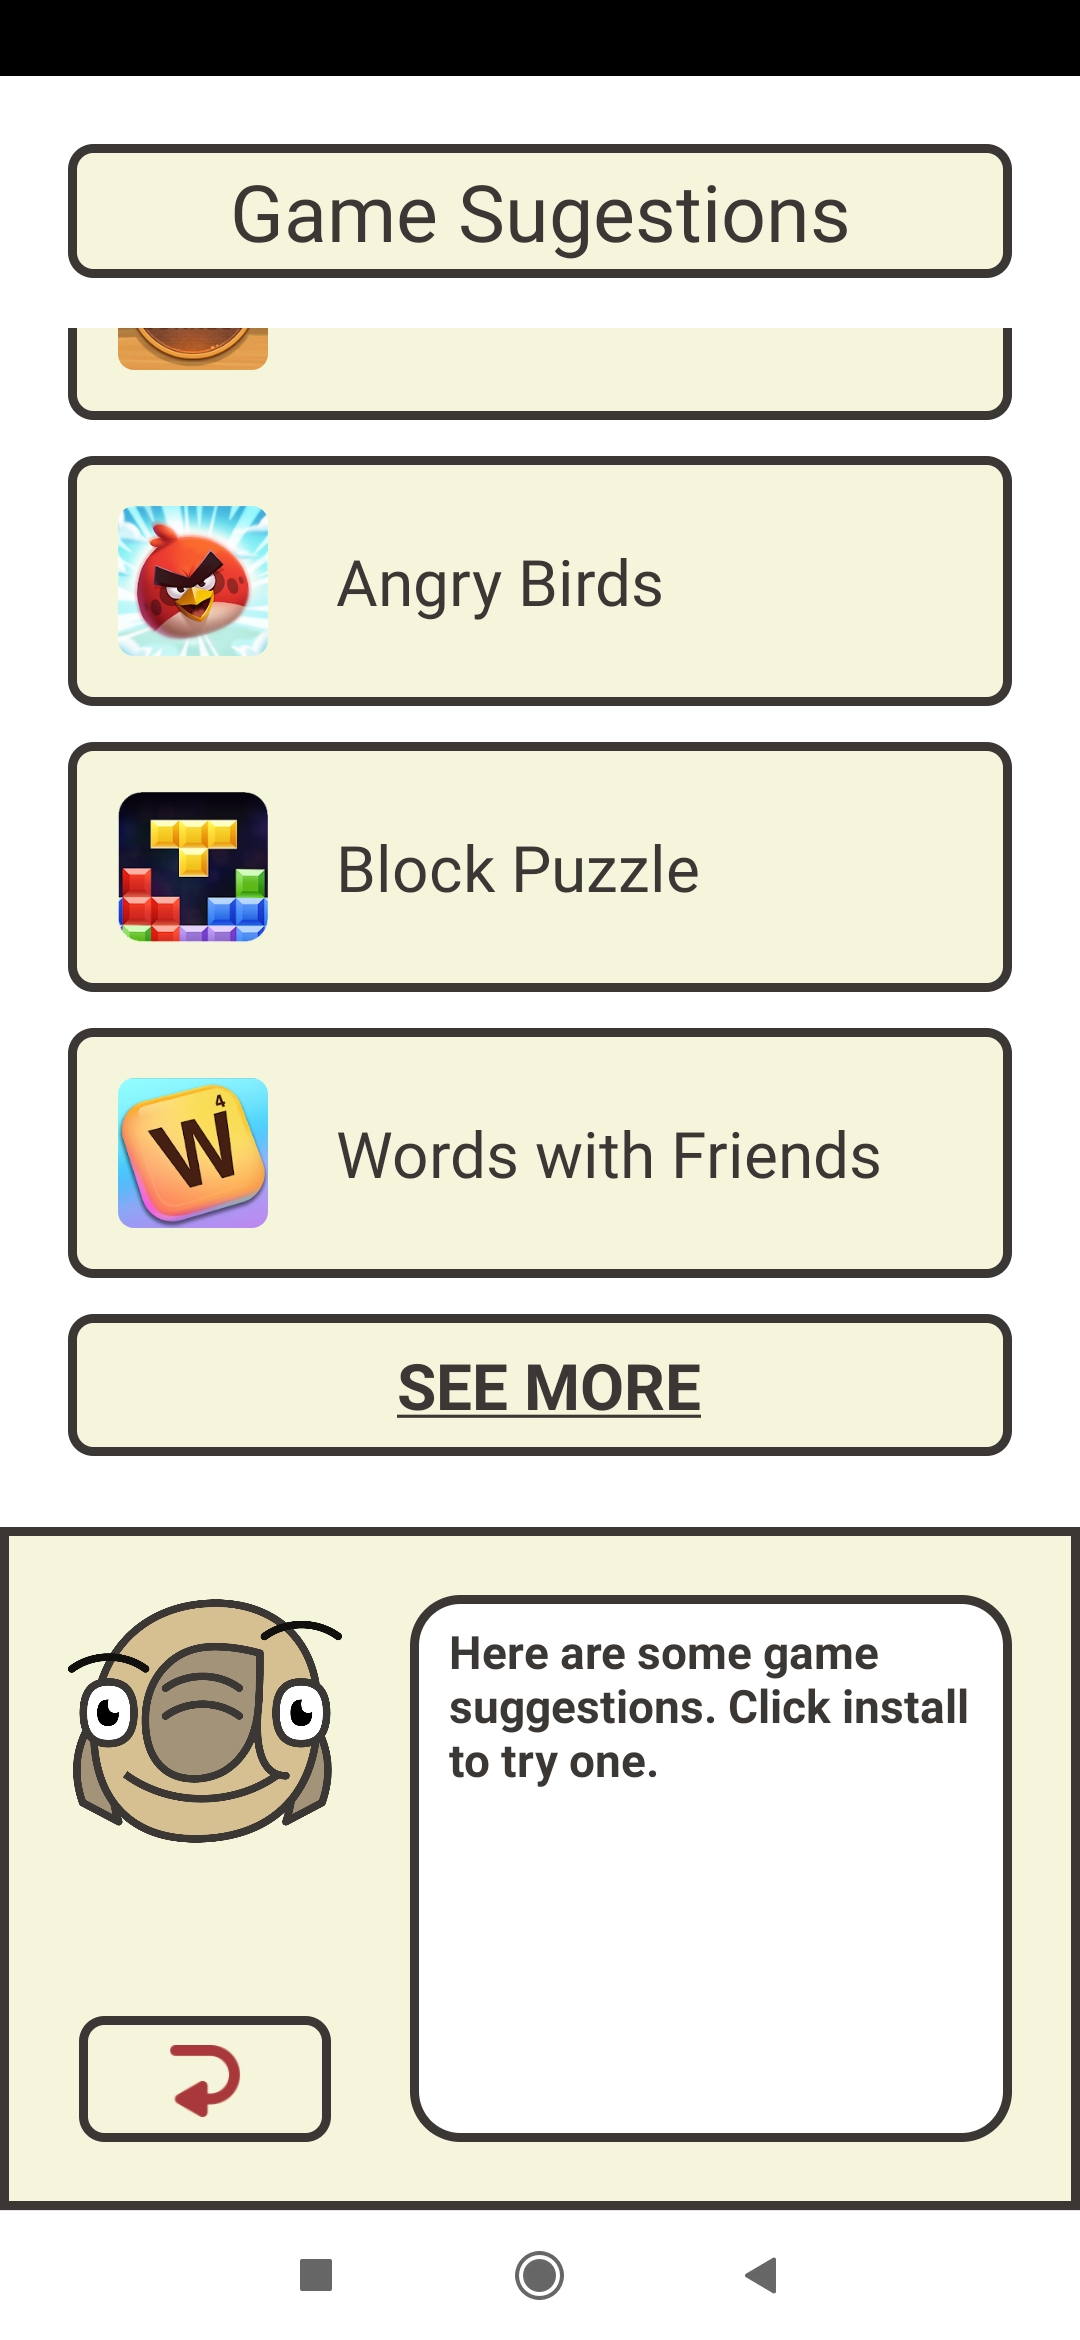 Game Sugestions
Angry Birds
Block Puzzle
4
W
Words with Friends
SEE MORE
Here are some game
suggestions. Click install
to try one.